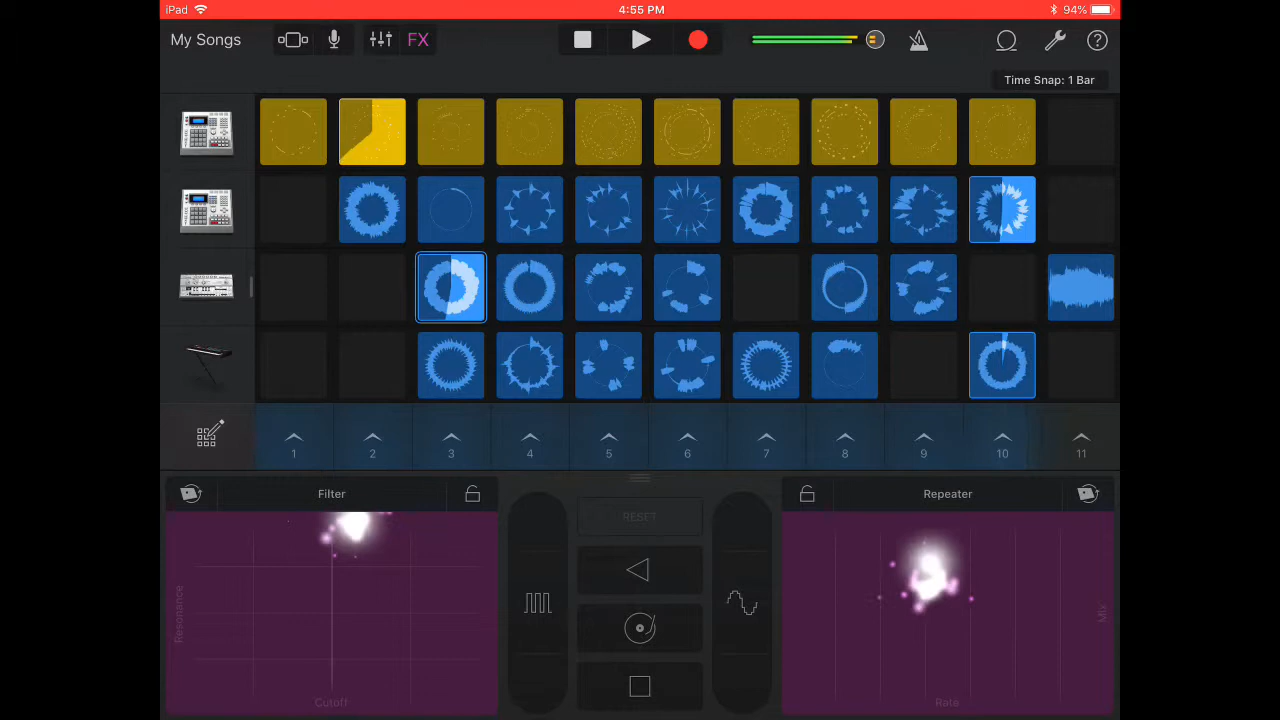 iPad 4:55 PM 94%
My Songs FX
Time Snap: 1 Bar
1 2 3 4 5 6 7 8 9 10 11
Filter RESET Repeater
Resonance Mix
Cutoff Rate